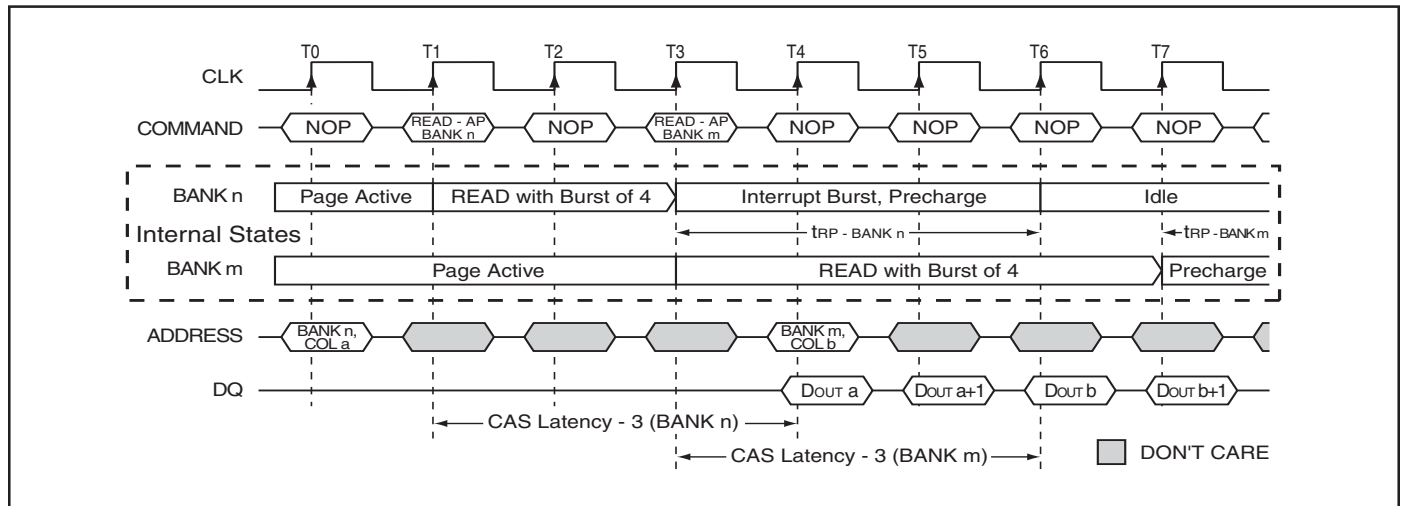 T0 T1 T2 T3 T4 T5 T6 T7
CLK
COMMAND NOP READ - AP BANK n NOP READ - AP BANK m NOP NOP NOP NOP
BANK n Page Active READ with Burst of 4 Interrupt Burst, Precharge Idle
Internal States tRP - BANK n tRP - BANK m
BANK m Page Active READ with Burst of 4 Precharge
ADDRESS BANK n, COL a BANK m, COL b
DQ DOUT a DOUT a+1 DOUT b DOUT b+1
CAS Latency - 3 (BANK n)
CAS Latency - 3 (BANK m) DON'T CARE